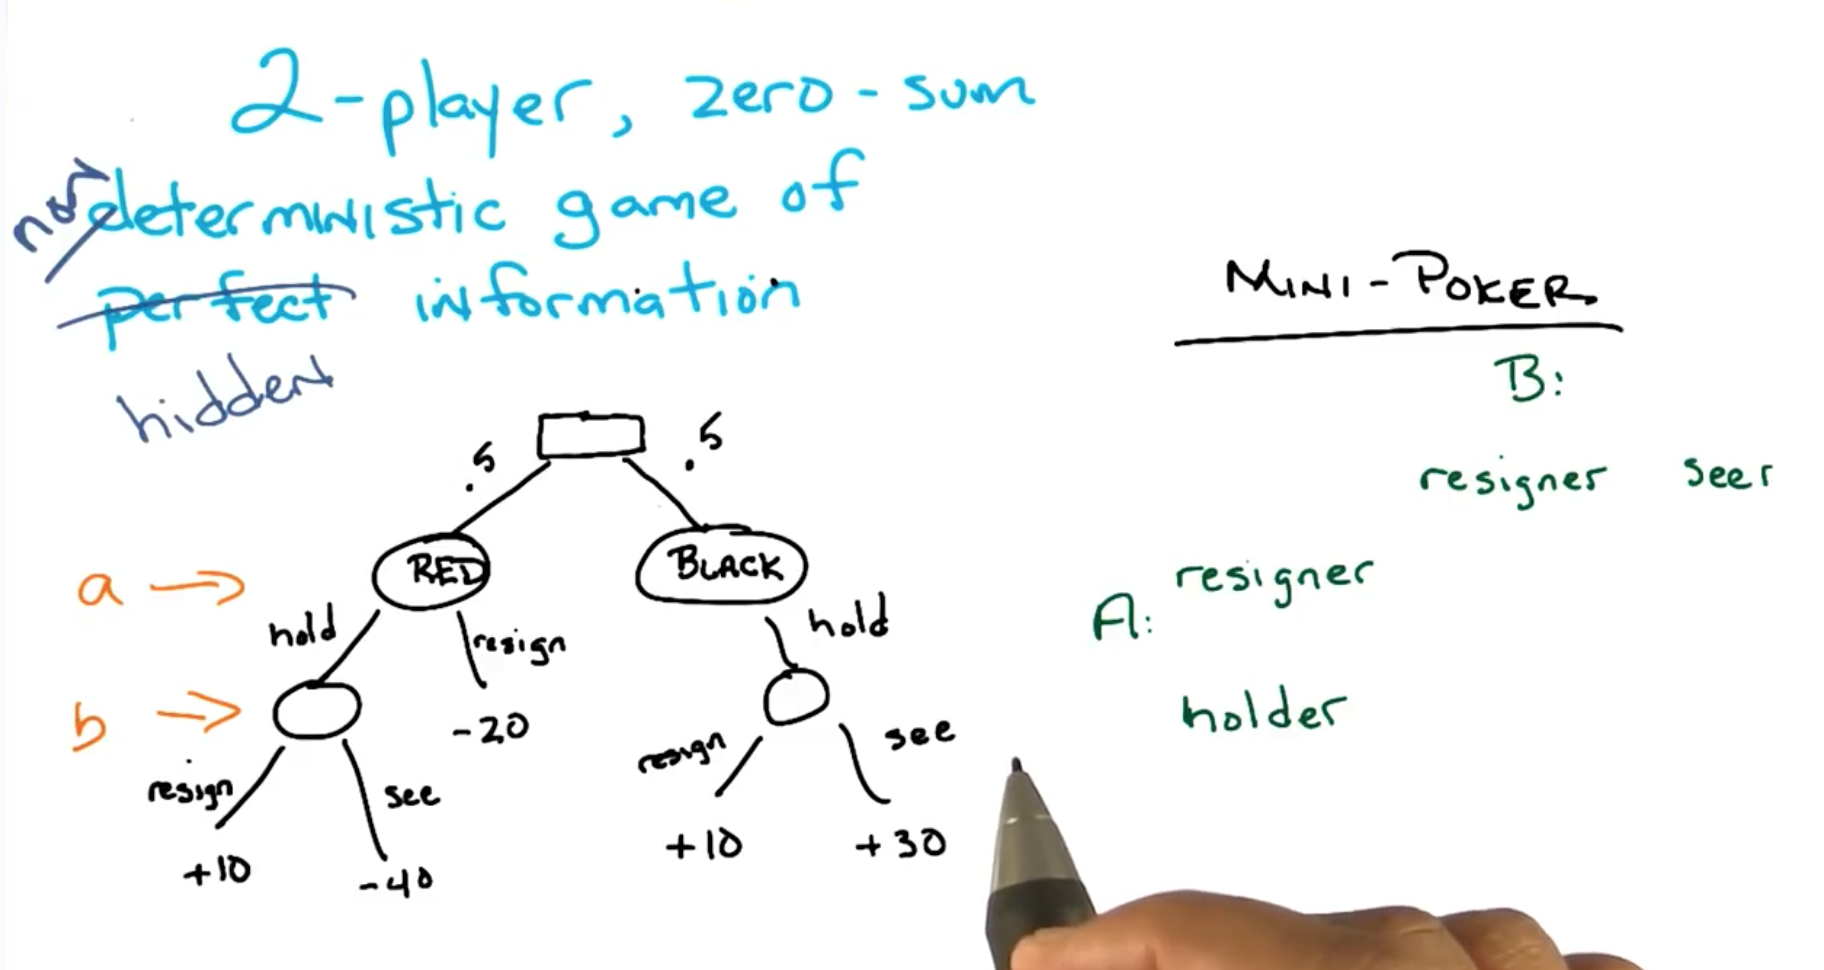 2-player, zero-sum
non deterministic game of
perfect information
hidden
MINI-POKER
B:
resigner seer
A:
resigner
holder
.5 .5
a RED BLACK
hold resign hold
b -20
resign see resign see
+10 -40 +10 +30